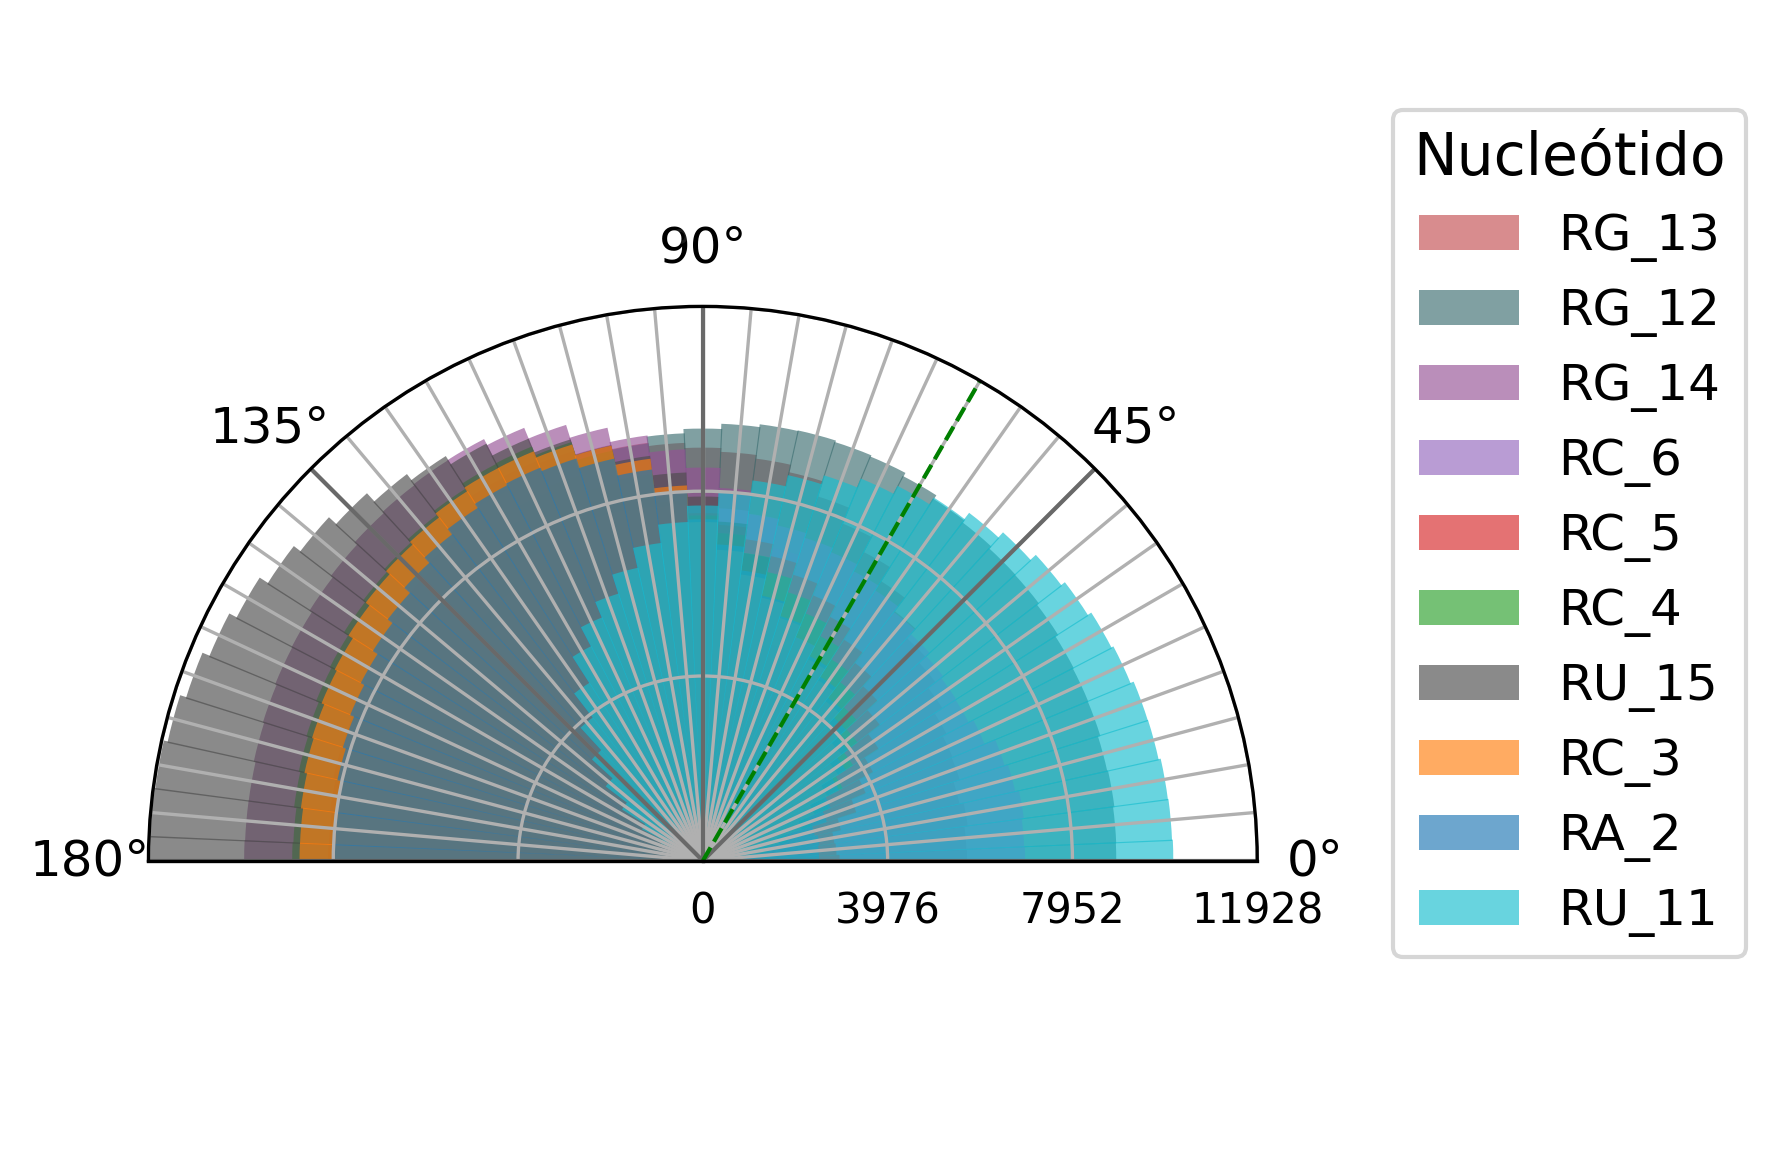 90°
135°
45°
180°
0°
0
3976
7952
11928
Nucleótido
RG_13
RG_12
RG_14
RC_6
RC_5
RC_4
RU_15
RC_3
RA_2
RU_11